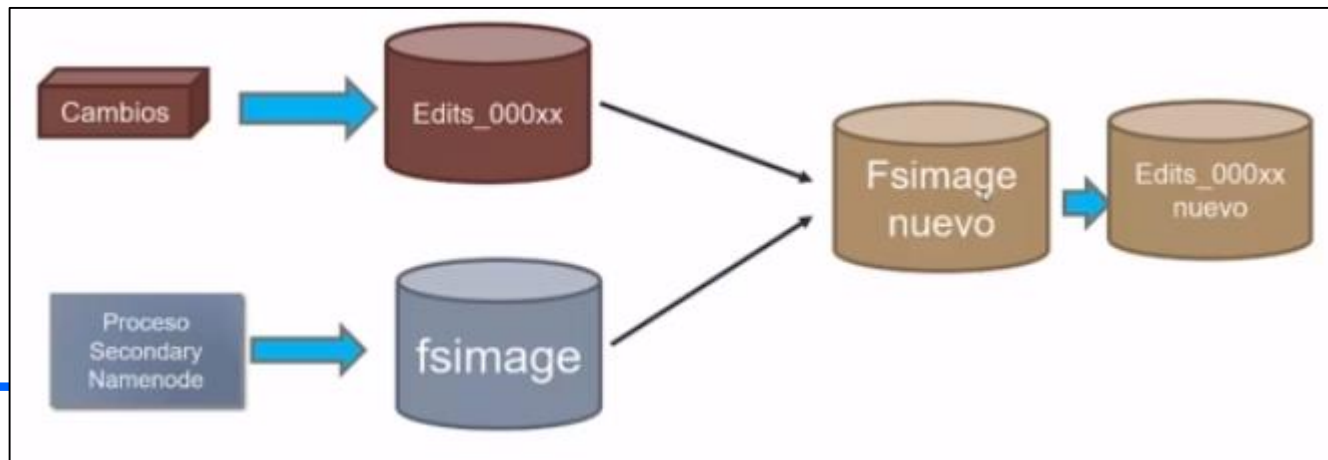 Cambios
Edits_000xx
Proceso
Secondary
Namenode
fsimage
Fsimage
nuevo
Edits_000xx
nuevo